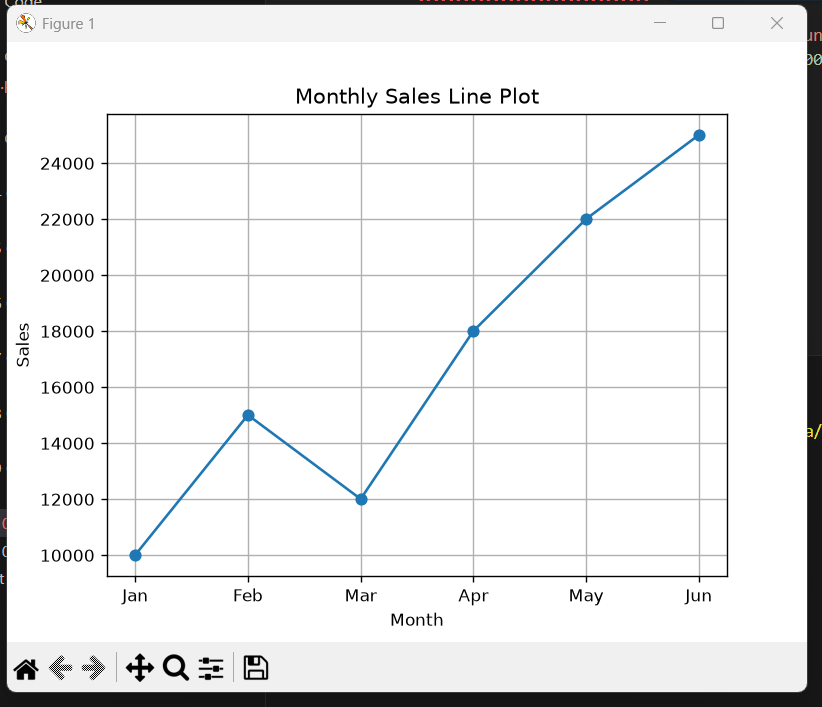 Figure 1
Monthly Sales Line Plot
24000
22000
20000
18000
16000
14000
12000
10000
Sales
Jan Feb Mar Apr May Jun
Month